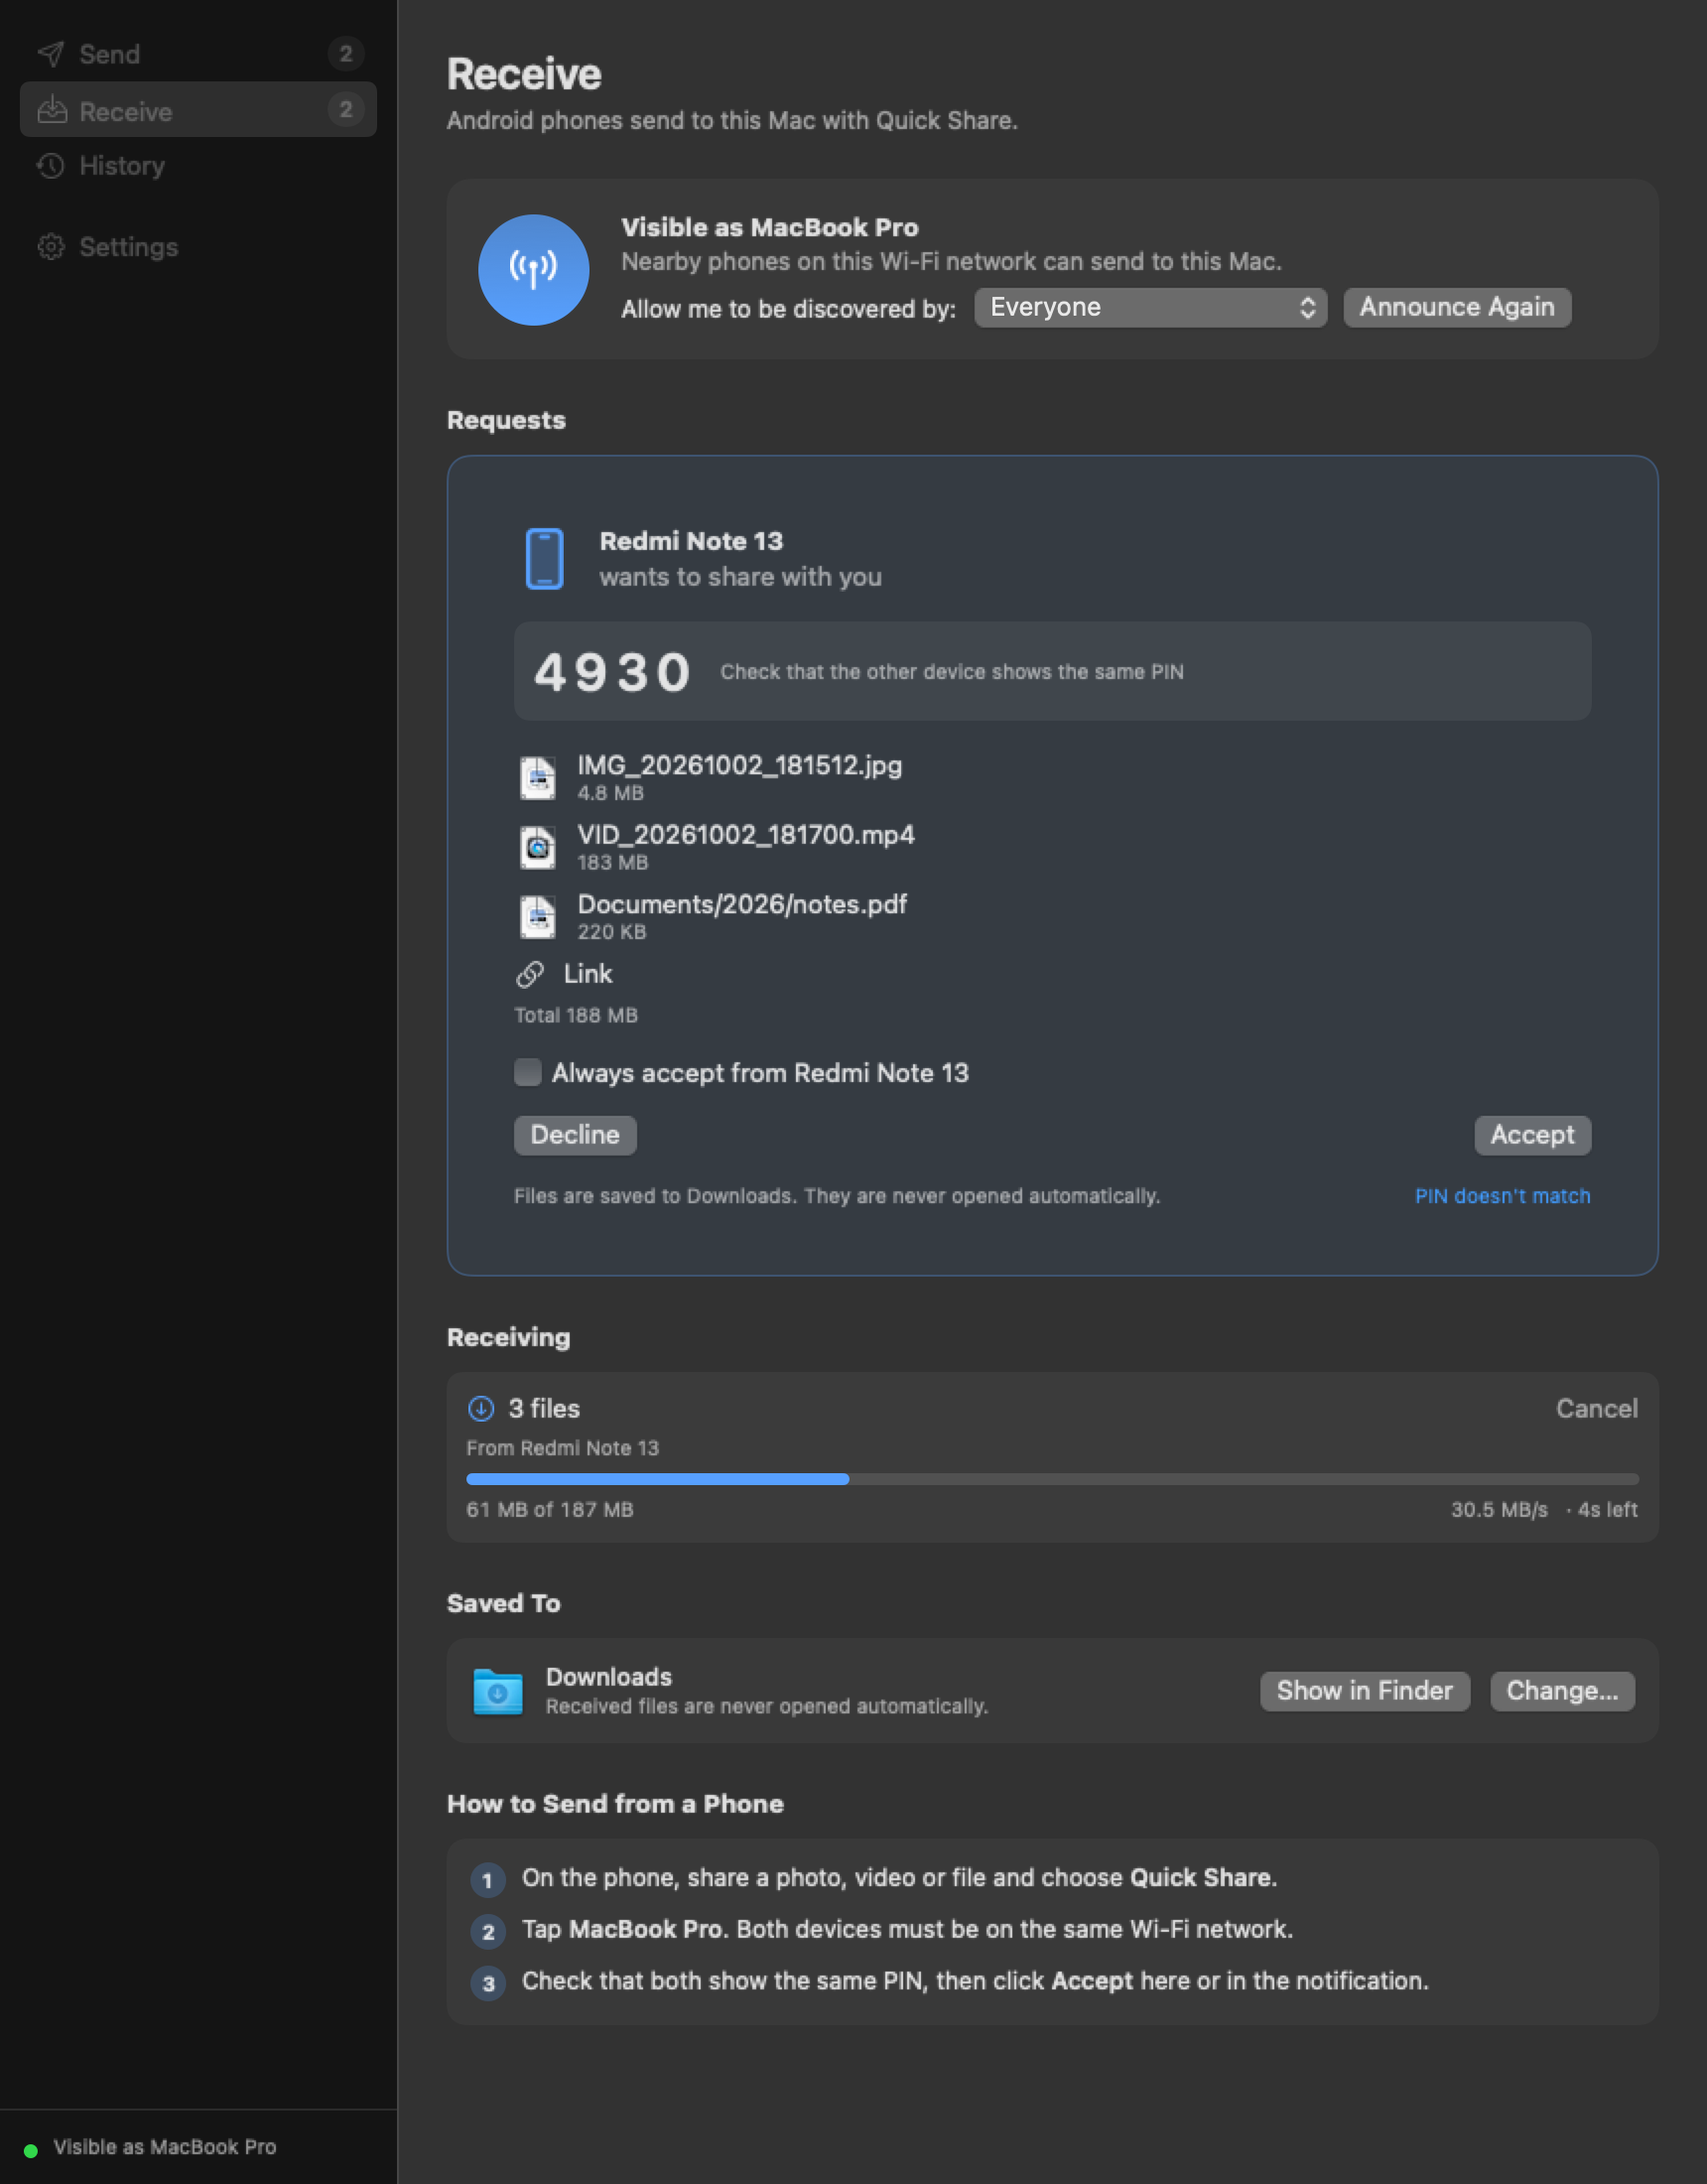 Send 2
Receive 2
History
Settings
Receive
Android phones send to this Mac with Quick Share.
Visible as MacBook Pro
Nearby phones on this Wi-Fi network can send to this Mac.
Allow me to be discovered by: Everyone Announce Again
Requests
Redmi Note 13
wants to share with you
4930 Check that the other device shows the same PIN
IMG_20261002_181512.jpg
4.8 MB
VID_20261002_181700.mp4
183 MB
Documents/2026/notes.pdf
220 KB
Link
Total 188 MB
Always accept from Redmi Note 13
Decline Accept
Files are saved to Downloads. They are never opened automatically. PIN doesn't match
Receiving
3 files Cancel
From Redmi Note 13
61 MB of 187 MB 30.5 MB/s · 4s left
Saved To
Downloads
Received files are never opened automatically.
Show in Finder Change...
How to Send from a Phone
1 On the phone, share a photo, video or file and choose Quick Share.
2 Tap MacBook Pro. Both devices must be on the same Wi-Fi network.
3 Check that both show the same PIN, then click Accept here or in the notification.
Visible as MacBook Pro